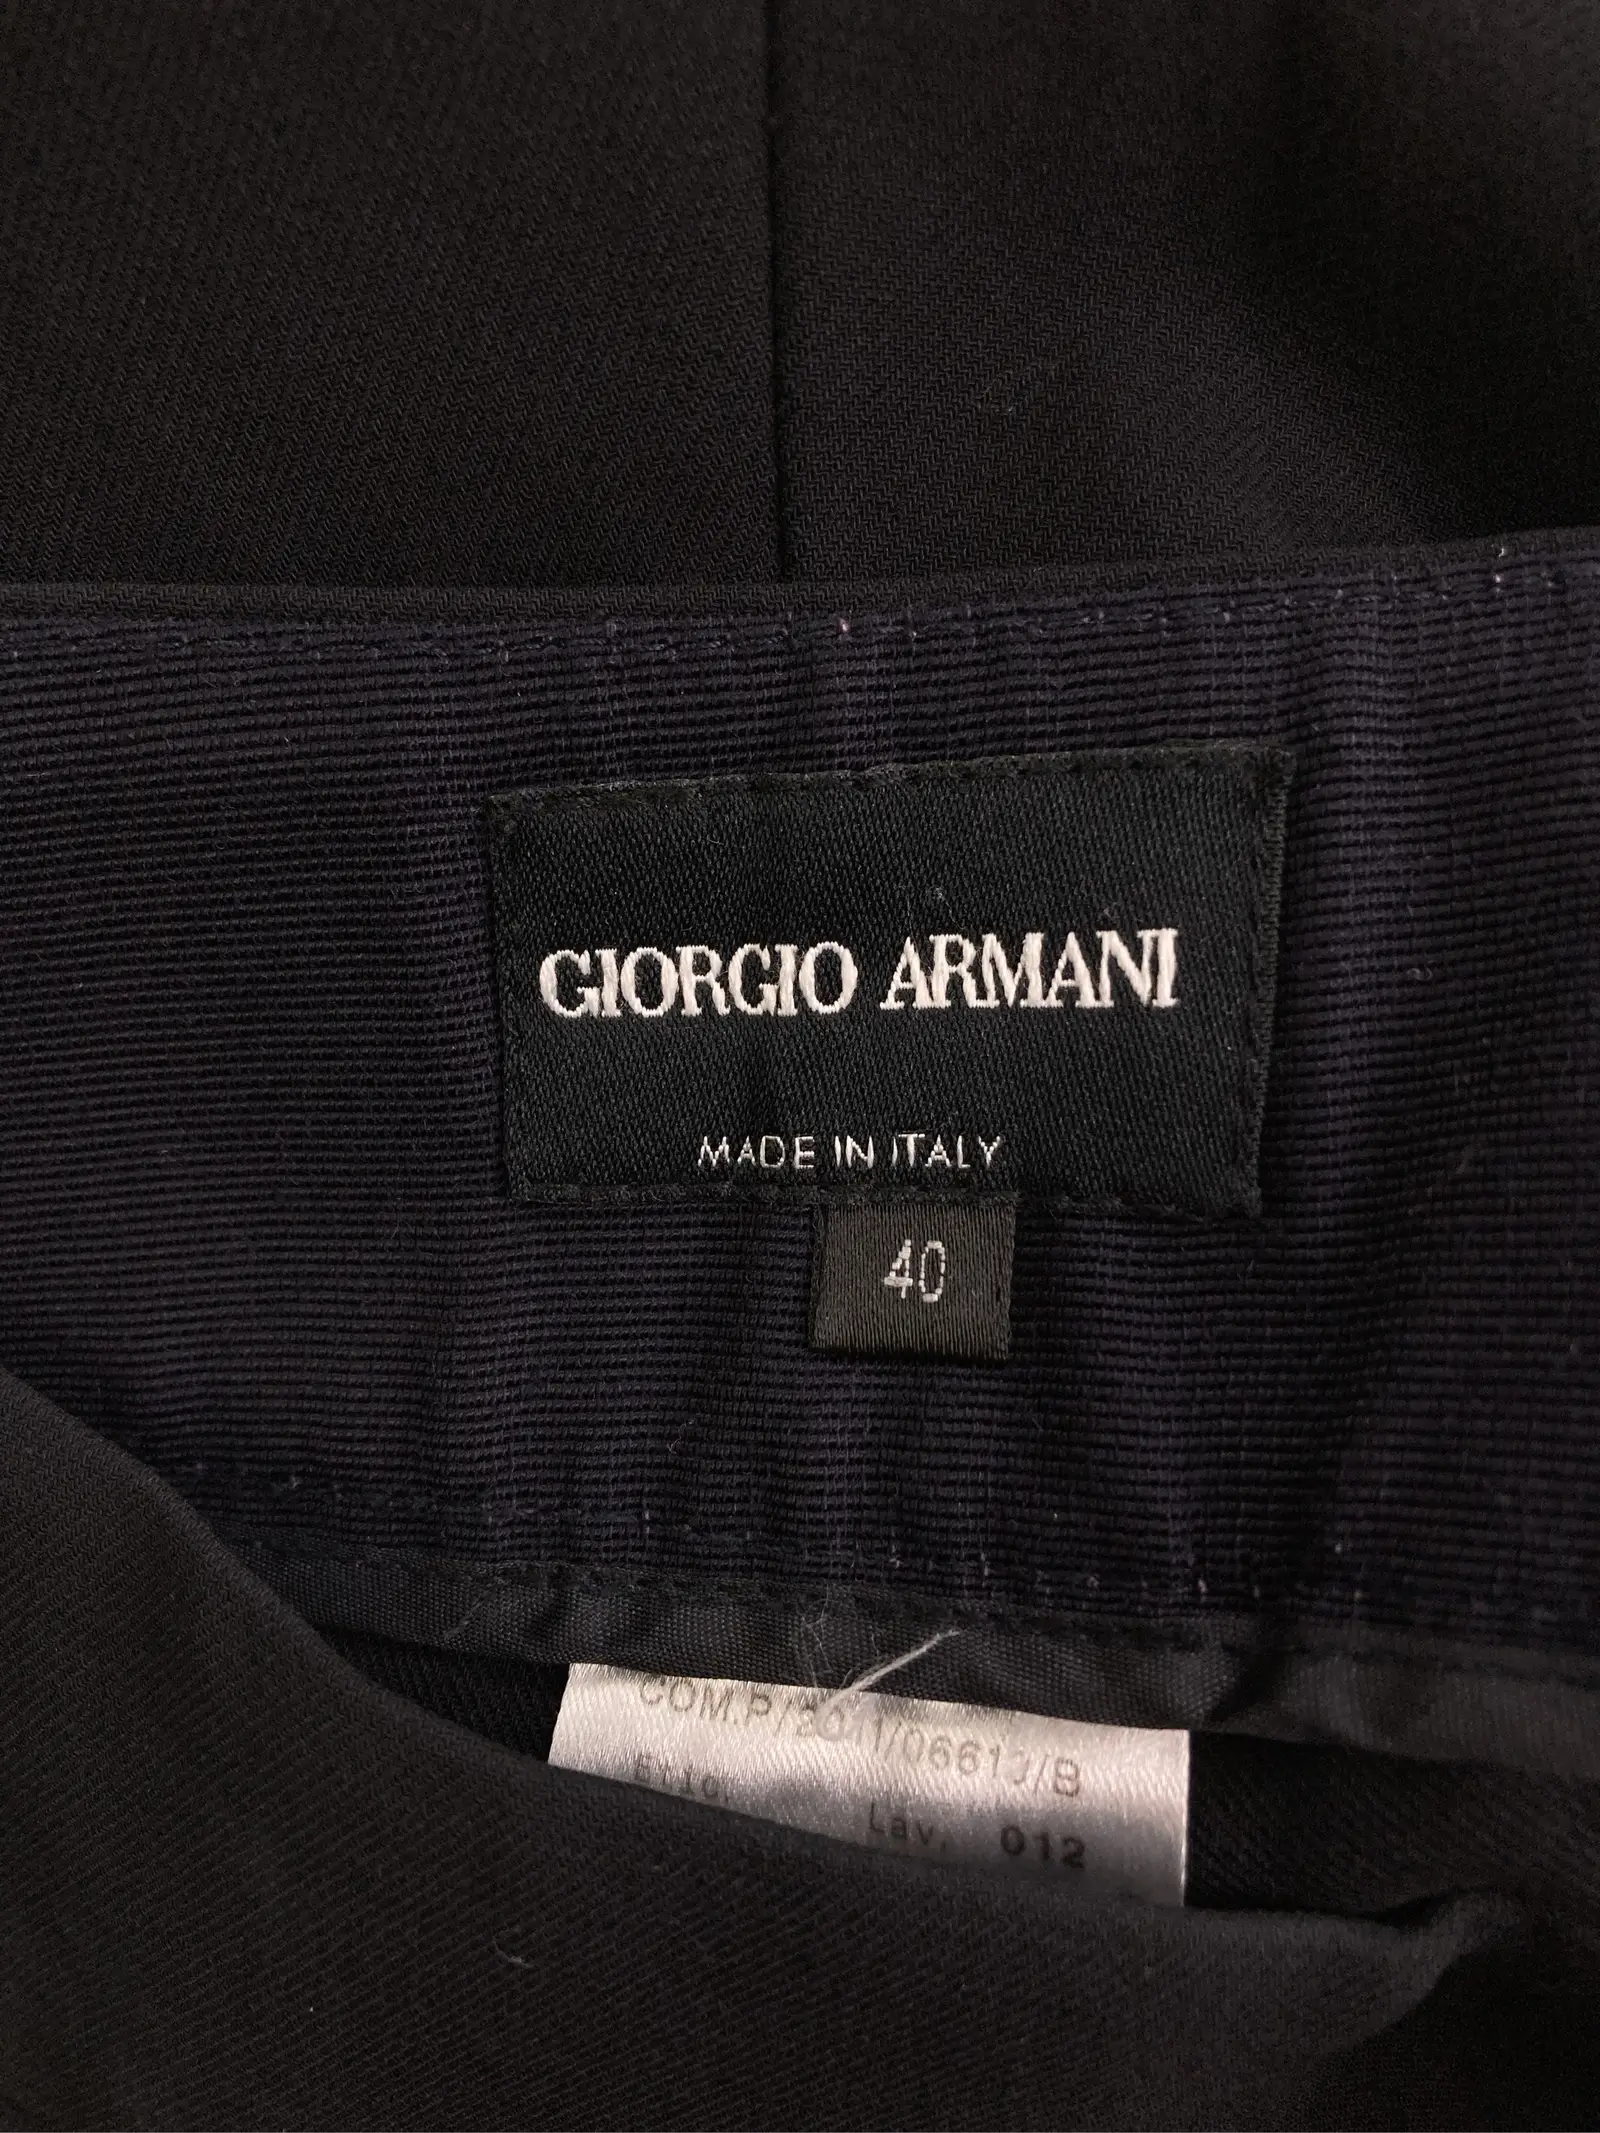 GIORGIO ARMANI
MADE IN ITALY
40
Lav. 012